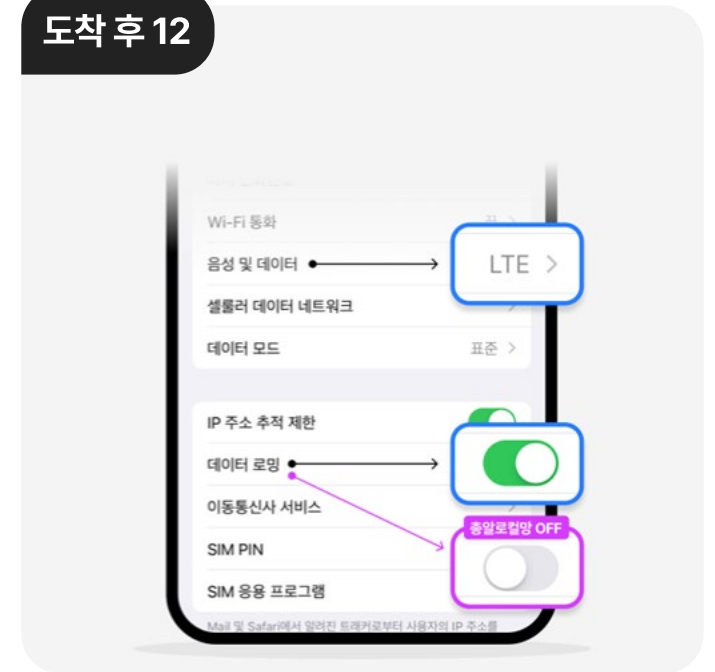 도착 후 12
Wi-Fi 통화
음성 및 데이터
LTE
셀룰러 데이터 네트워크
데이터 모드 표준
IP 주소 추적 제한
데이터 로밍
이동통신사 서비스
총알로컬망 OFF
SIM PIN
SIM 응용 프로그램
Mail 및 Safari에서 알려진 트래커로부터 사용자의 IP 주소를